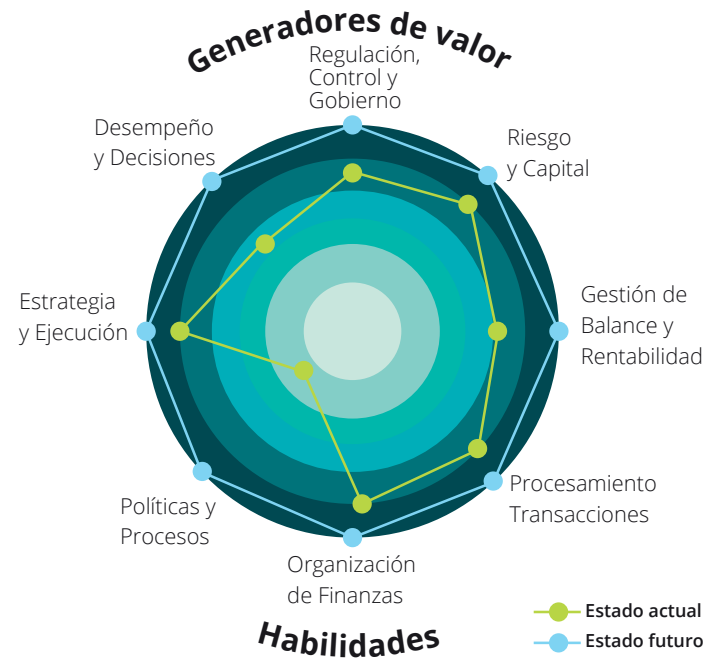 Generadores de valor
Regulación,
Control y
Gobierno
Desempeño
y Decisiones
Riesgo
y Capital
Estrategia
y Ejecución
Gestión de
Balance y
Rentabilidad
Políticas y
Procesos
Procesamiento
Transacciones
Organización
de Finanzas
Habilidades
Estado actual
Estado futuro